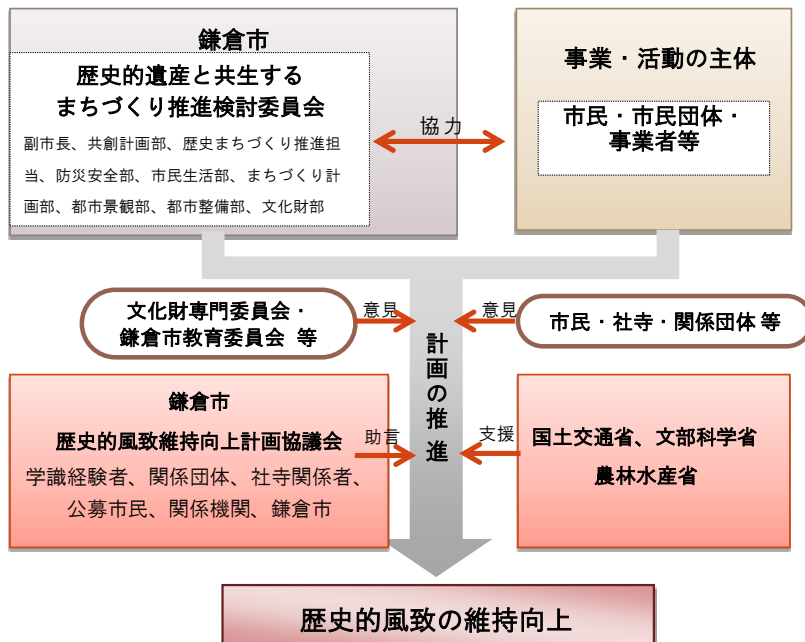 鎌倉市
歴史的遺産と共生する
まちづくり推進検討委員会
副市長、共創計画部、歴史まちづくり推進担
当、防災安全部、市民生活部、まちづくり計
画部、都市景観部、都市整備部、文化財部
協力
事業・活動の主体
市民・市民団体・
事業者等
文化財専門委員会・
鎌倉市教育委員会 等
意見
意見
市民・社寺・関係団体 等
計画の推進
鎌倉市
歴史的風致維持向上計画協議会
学識経験者、関係団体、社寺関係者、
公募市民、関係機関、鎌倉市
助言
支援
国土交通省、文部科学省
農林水産省
歴史的風致の維持向上